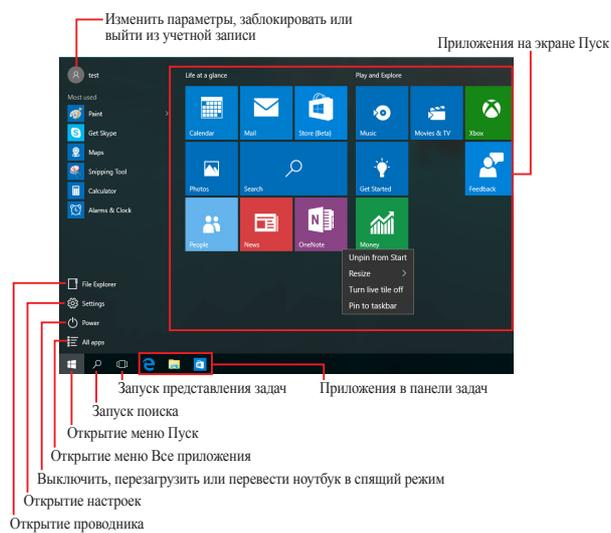 Изменить параметры, заблокировать или
выйти из учетной записи
Приложения на экране Пуск
test
Life at a glance
Play and Explore
Most used
Paint
Get Skype
Maps
Snipping Tool
Calculator
Alarms & Clock
Calendar
Mail
Store (Beta)
Music
Movies & TV
Xbox
Photos
Search
Get Started
Feedback
People
News
OneNote
Money
Unpin from Start
Resize
Turn live tile off
Pin to taskbar
File Explorer
Settings
Power
All apps
Запуск представления задач
Приложения в панели задач
Запуск поиска
Открытие меню Пуск
Открытие меню Все приложения
Выключить, перезагрузить или перевести ноутбук в спящий режим
Открытие настроек
Открытие проводника